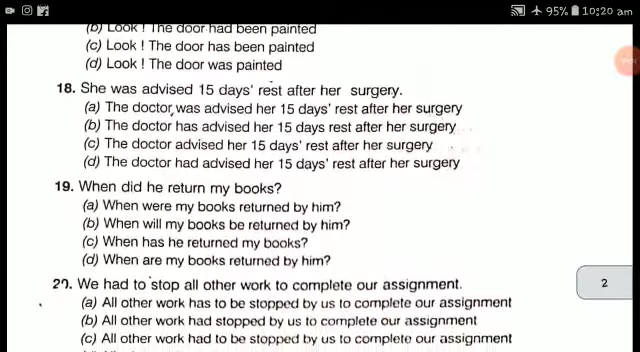 95% 10:20 am
(b) Look ! The door had been painted
(c) Look ! The door has been painted
(d) Look ! The door was painted
18. She was advised 15 days' rest after her surgery.
(a) The doctor was advised her 15 days' rest after her surgery
(b) The doctor has advised her 15 days rest after her surgery
(c) The doctor advised her 15 days' rest after her surgery
(d) The doctor had advised her 15 days' rest after her surgery
19. When did he return my books?
(a) When were my books returned by him?
(b) When will my books be returned by him?
(c) When has he returned my books?
(d) When are my books returned by him?
20. We had to stop all other work to complete our assignment.
2
(a) All other work has to be stopped by us to complete our assignment
(b) All other work had stopped by us to complete our assignment
(c) All other work had to be stopped by us to complete our assignment